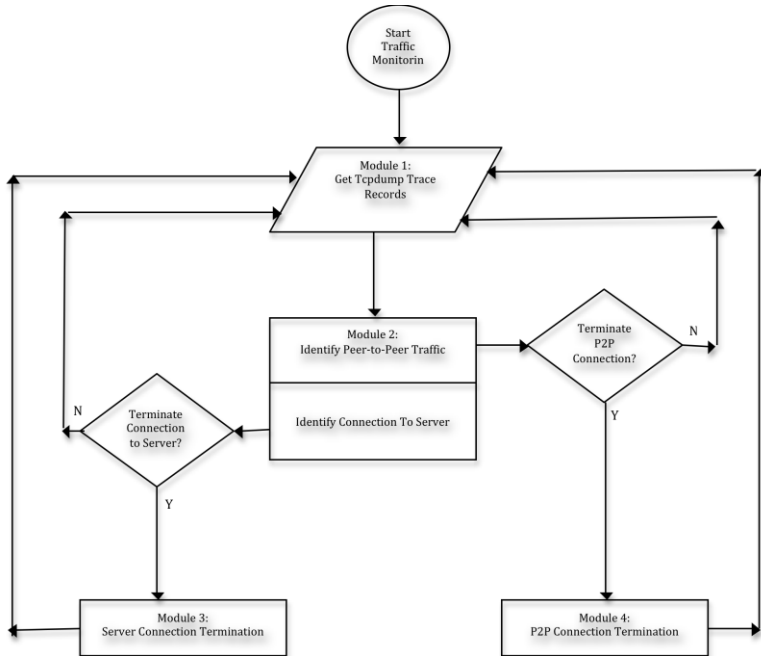 Start
Traffic
Monitorin
Module 1:
Get Tcpdump Trace
Records
Module 2:
Identify Peer-to-Peer Traffic
Terminate
P2P
Connection?
N
Identify Connection To Server
N
Terminate
Connection
to Server?
Y
Y
Module 3:
Server Connection Termination
Module 4:
P2P Connection Termination